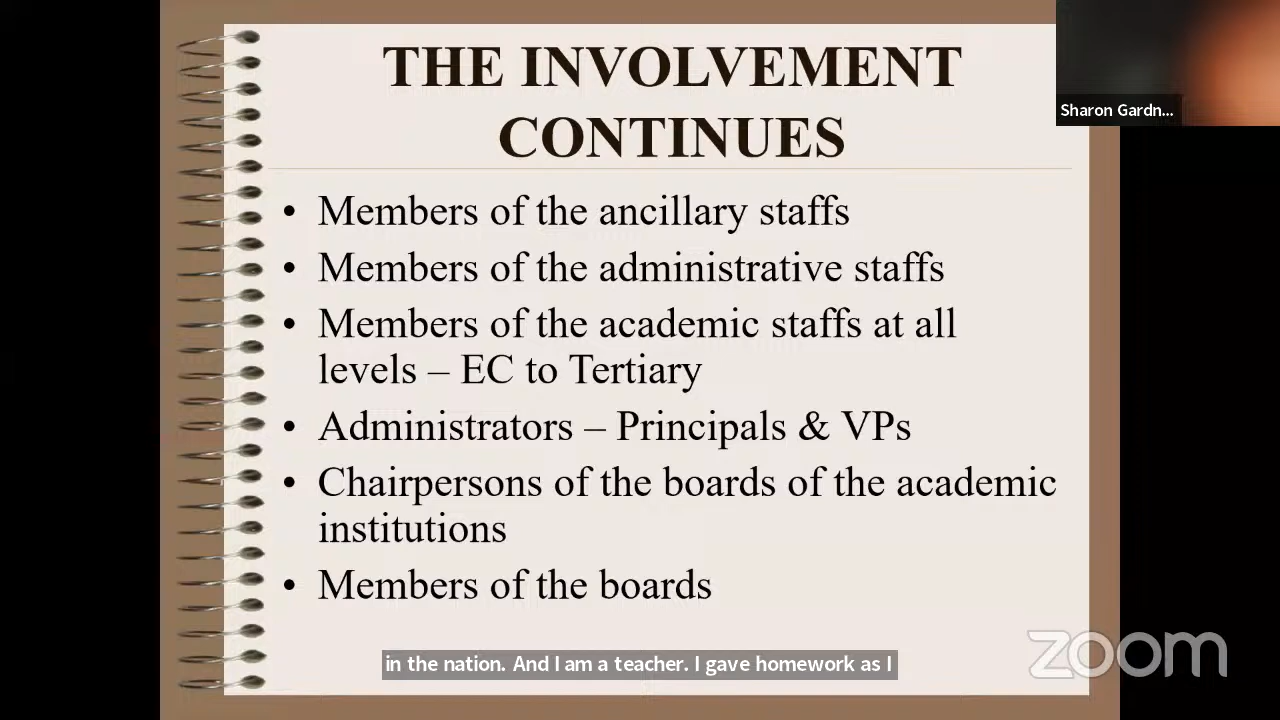 THE INVOLVEMENT
CONTINUES
Sharon Gardn...
• Members of the ancillary staffs
• Members of the administrative staffs
• Members of the academic staffs at all
levels – EC to Tertiary
• Administrators – Principals & VPs
• Chairpersons of the boards of the academic
institutions
• Members of the boards
in the nation. And I am a teacher. I gave homework as I
zoom